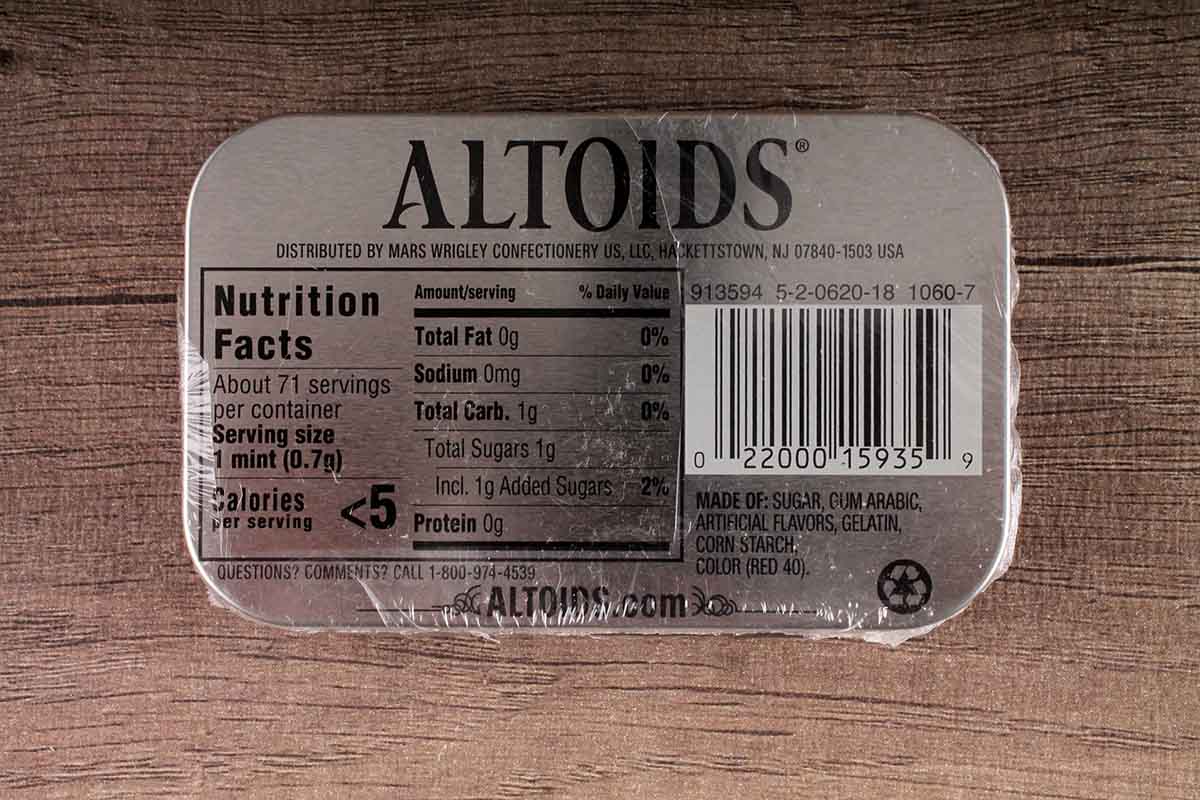 ALTOIDS®
DISTRIBUTED BY MARS WRIGLEY CONFECTIONERY US, LLC, HACKETTSTOWN, NJ 07840-1503 USA
Nutrition
Facts
About 71 servings
per container
Serving size
1 mint (0.7g)
Calories
per serving
<5
Amount/serving % Daily Value
Total Fat 0g 0%
Sodium 0mg 0%
Total Carb. 1g 0%
Total Sugars 1g
Incl. 1g Added Sugars 2%
Protein 0g
913594 5-2-0620-18 1060-7
0 22000 15935 9
MADE OF: SUGAR, GUM ARABIC,
ARTIFICIAL FLAVORS, GELATIN,
CORN STARCH,
COLOR (RED 40).
QUESTIONS? COMMENTS? CALL 1-800-974-4539
ALTOIDS.com